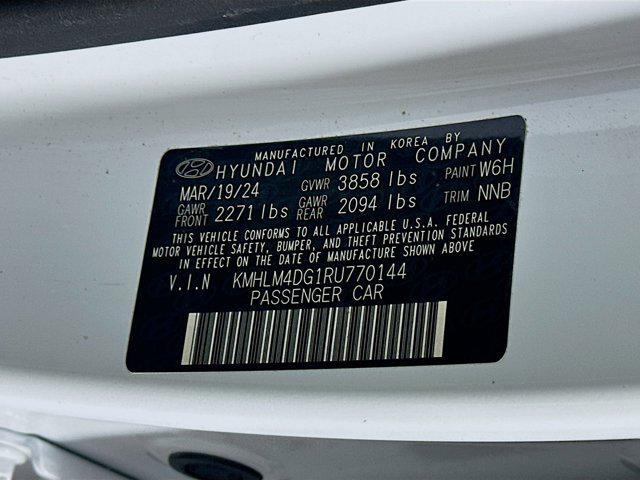 MANUFACTURED IN KOREA BY
HYUNDAI MOTOR COMPANY
MAR/19/24 GVWR 3858 lbs PAINT W6H
GAWR FRONT 2271 lbs GAWR REAR 2094 lbs TRIM NNB
THIS VEHICLE CONFORMS TO ALL APPLICABLE U.S.A. FEDERAL
MOTOR VEHICLE SAFETY, BUMPER, AND THEFT PREVENTION STANDARDS
IN EFFECT ON THE DATE OF MANUFACTURE SHOWN ABOVE
V.I.N KMHLM4DG1RU770144
PASSENGER CAR